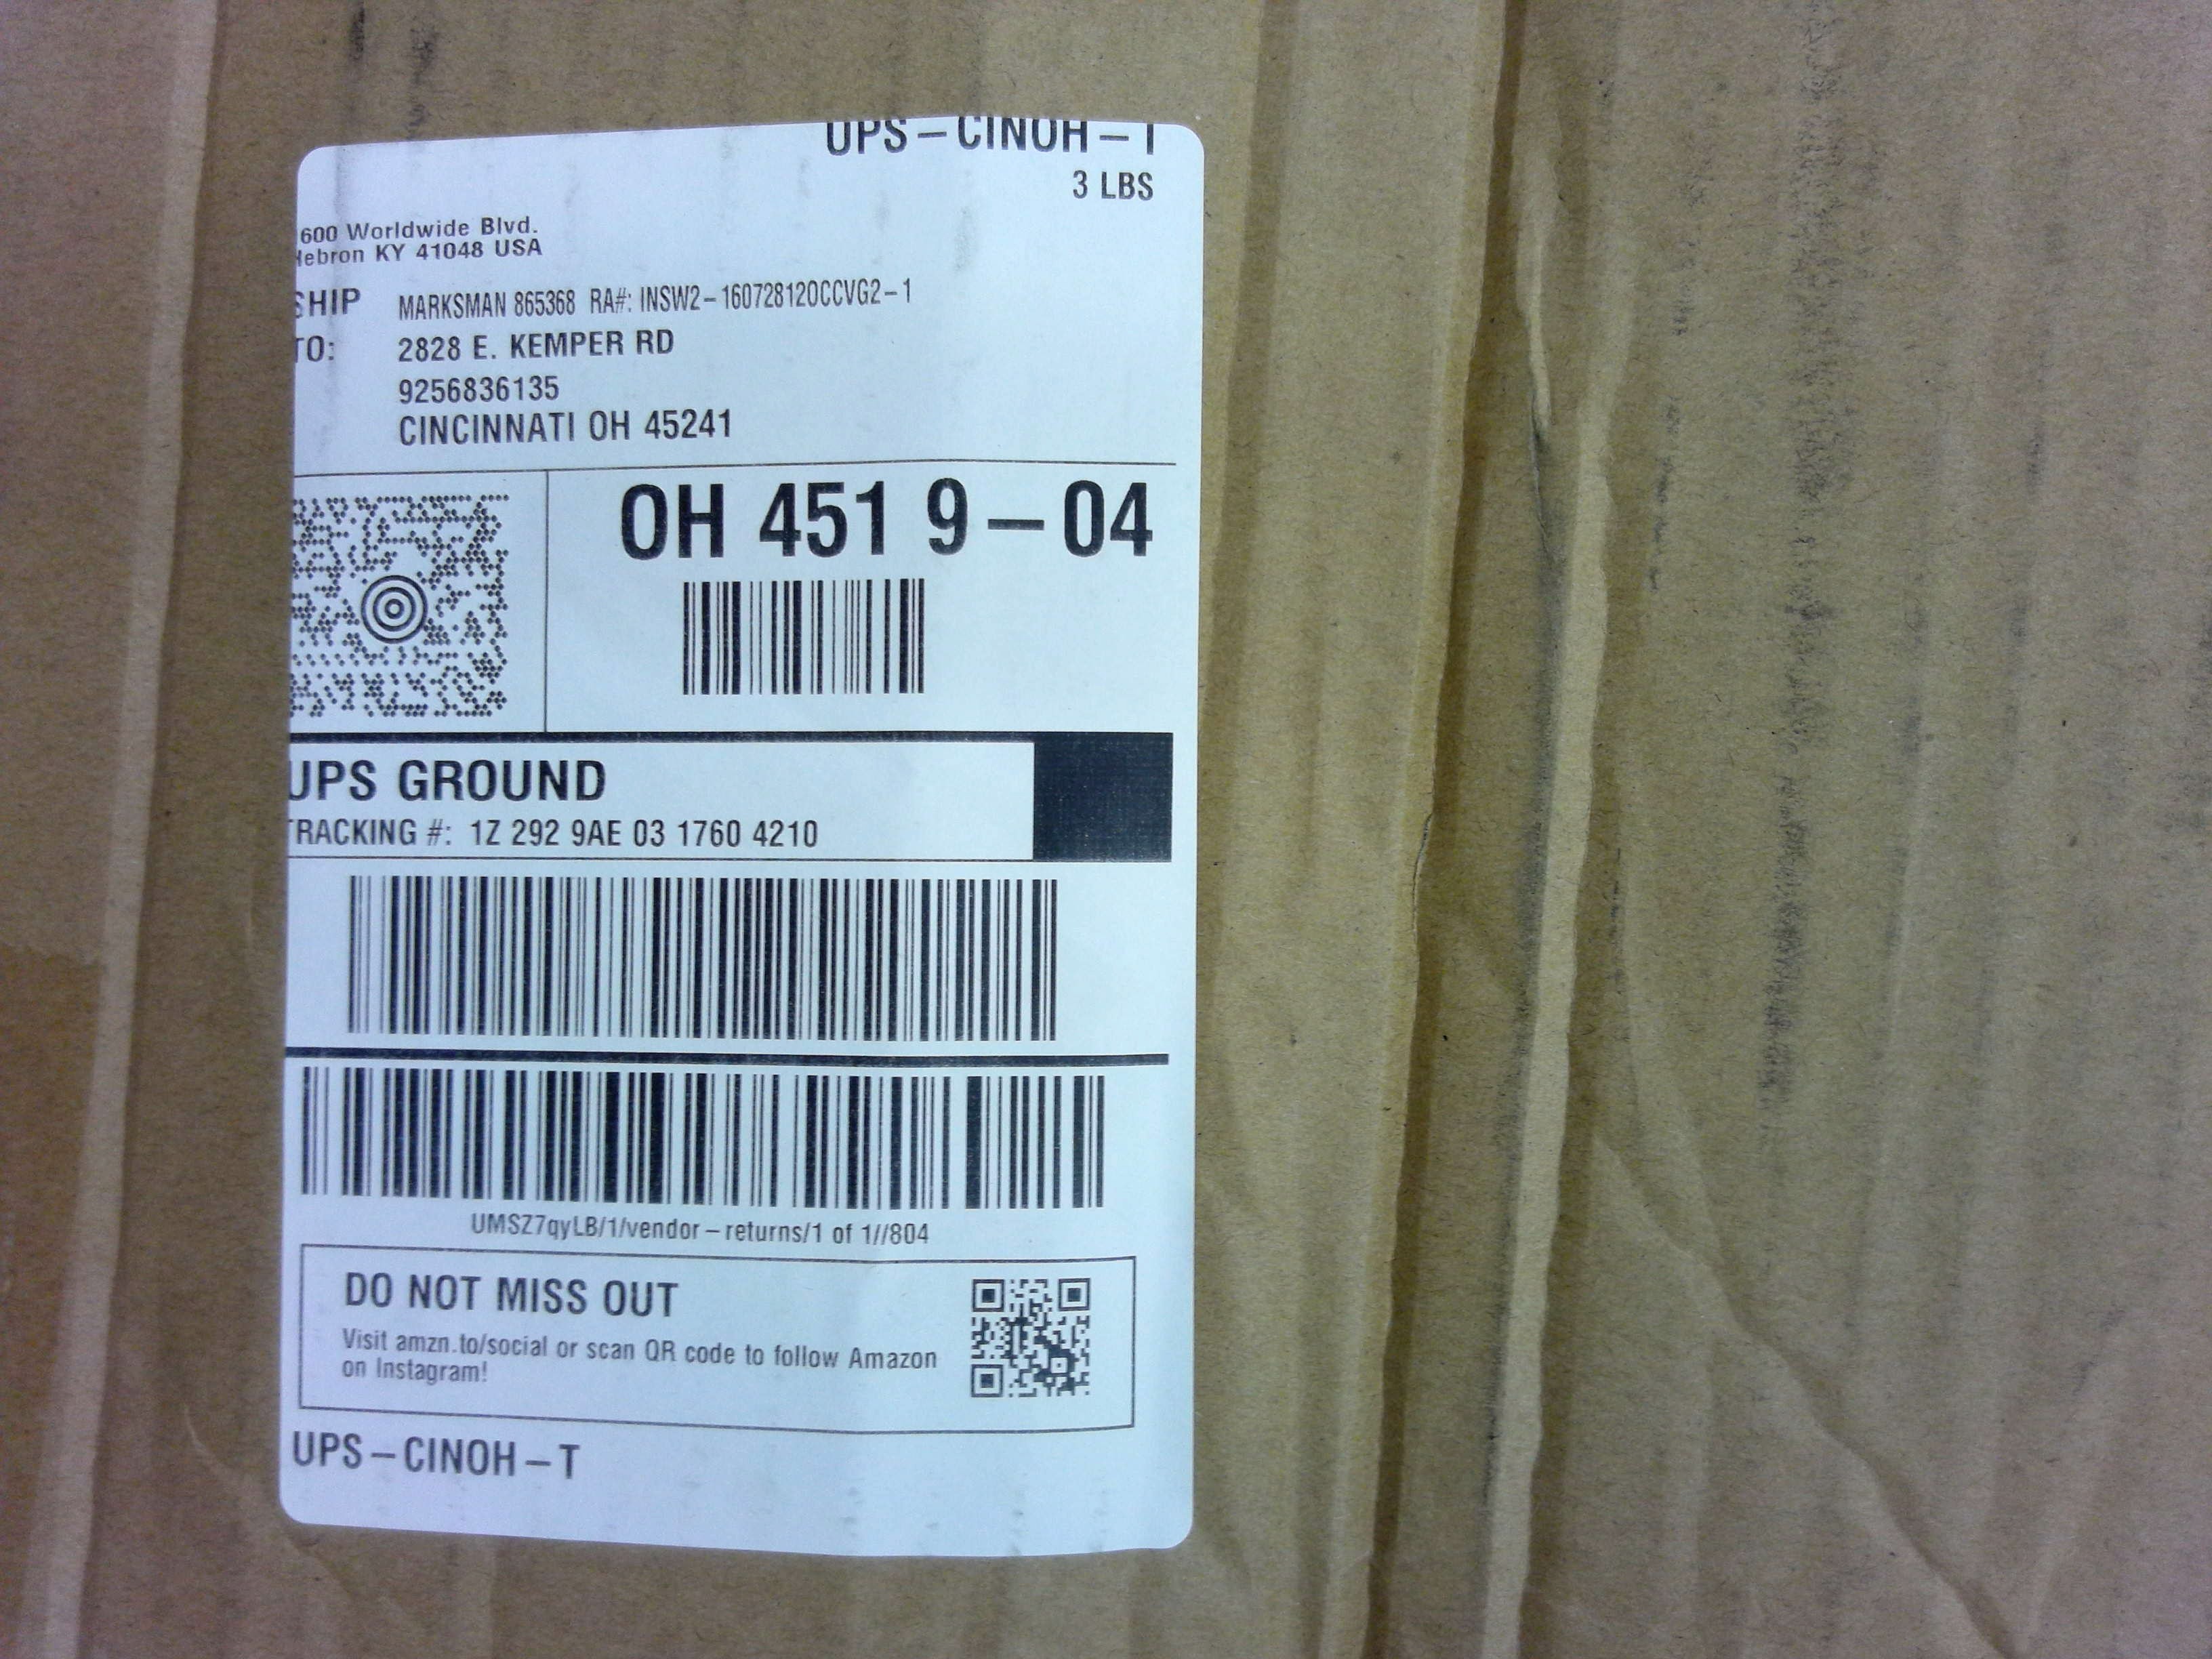 UPS – CINOH – T
3 LBS
600 Worldwide Blvd.
Hebron KY 41048 USA
SHIP MARKSMAN 865368 RA#: INSW2–160728120CCVG2–1
TO: 2828 E. KEMPER RD
9256836135
CINCINNATI OH 45241
OH 451 9 – 04
UPS GROUND
TRACKING #: 1Z 292 9AE 03 1760 4210
UMSZ7qyLB/1/vendor – returns/1 of 1//804
DO NOT MISS OUT
Visit amzn.to/social or scan QR code to follow Amazon
on Instagram!
UPS – CINOH – T